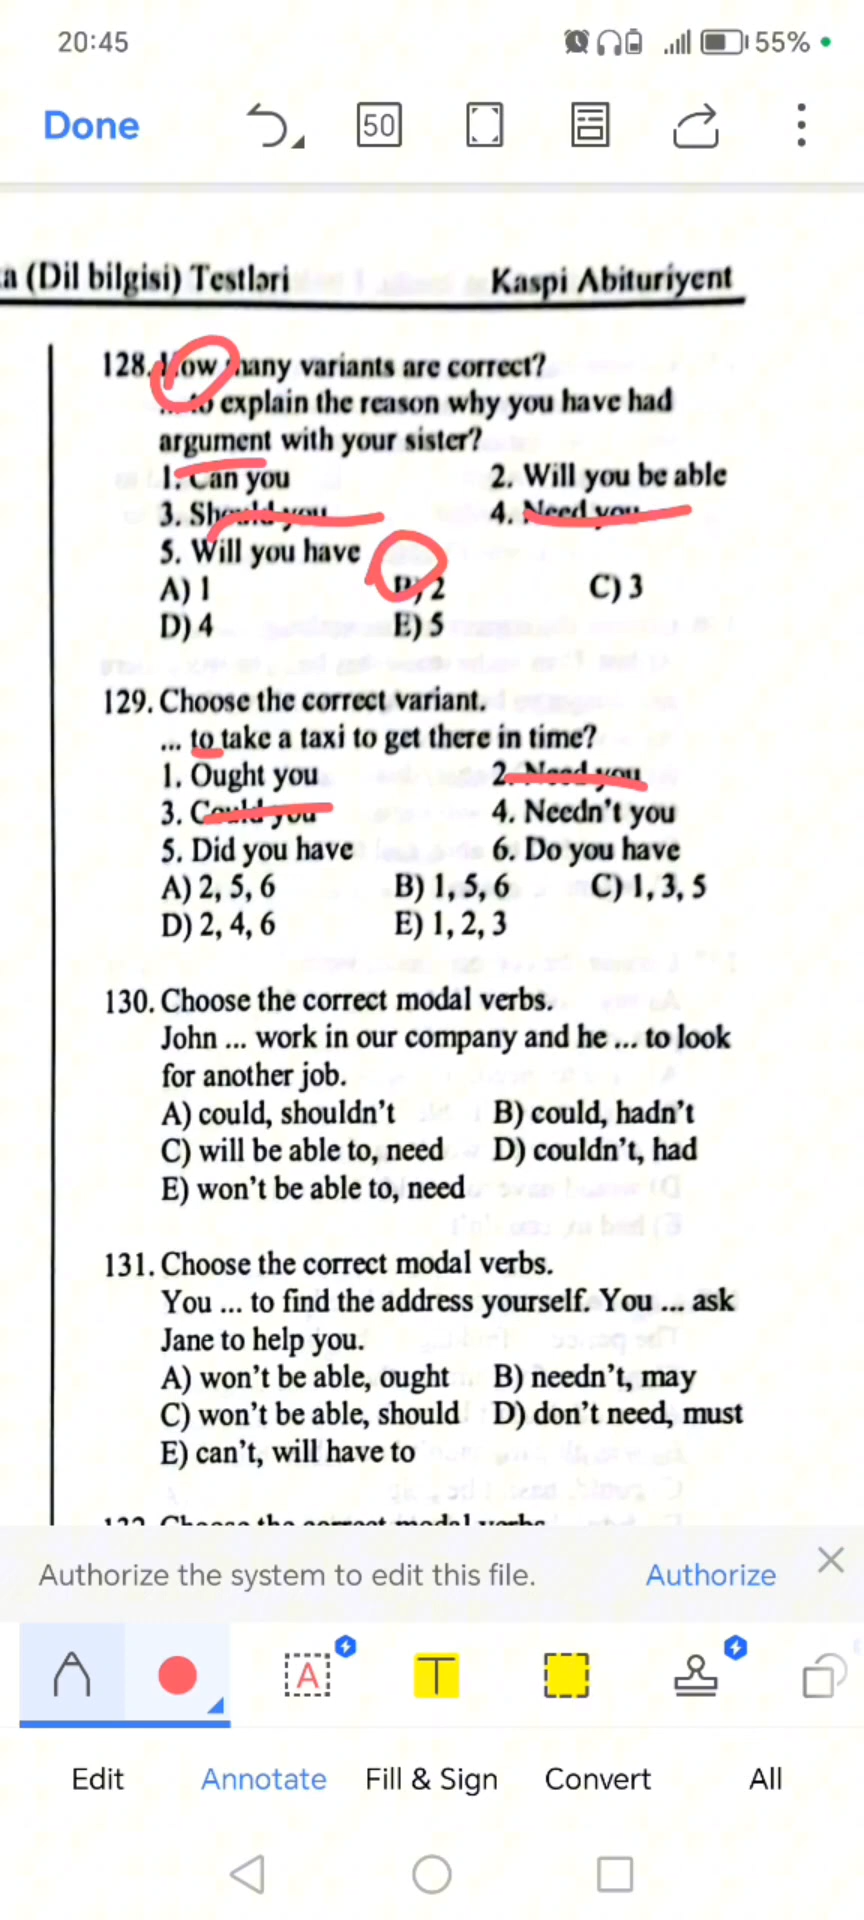 20:45
55%
Done
50
a (Dil bilgisi) Testləri Kaspi Abituriyent
128. How many variants are correct?
... to explain the reason why you have had
argument with your sister?
1. Can you 2. Will you be able
3. Should you 4. Need you
5. Will you have
A) 1 B) 2 C) 3
D) 4 E) 5
129. Choose the correct variant.
... to take a taxi to get there in time?
1. Ought you 2. Need you
3. Could you 4. Needn't you
5. Did you have 6. Do you have
A) 2, 5, 6 B) 1, 5, 6 C) 1, 3, 5
D) 2, 4, 6 E) 1, 2, 3
130. Choose the correct modal verbs.
John ... work in our company and he ... to look
for another job.
A) could, shouldn't B) could, hadn't
C) will be able to, need D) couldn't, had
E) won't be able to, need
131. Choose the correct modal verbs.
You ... to find the address yourself. You ... ask
Jane to help you.
A) won't be able, ought B) needn't, may
C) won't be able, should D) don't need, must
E) can't, will have to
Choose the correct modal verbs
Authorize the system to edit this file. Authorize
A T
Edit Annotate Fill & Sign Convert All